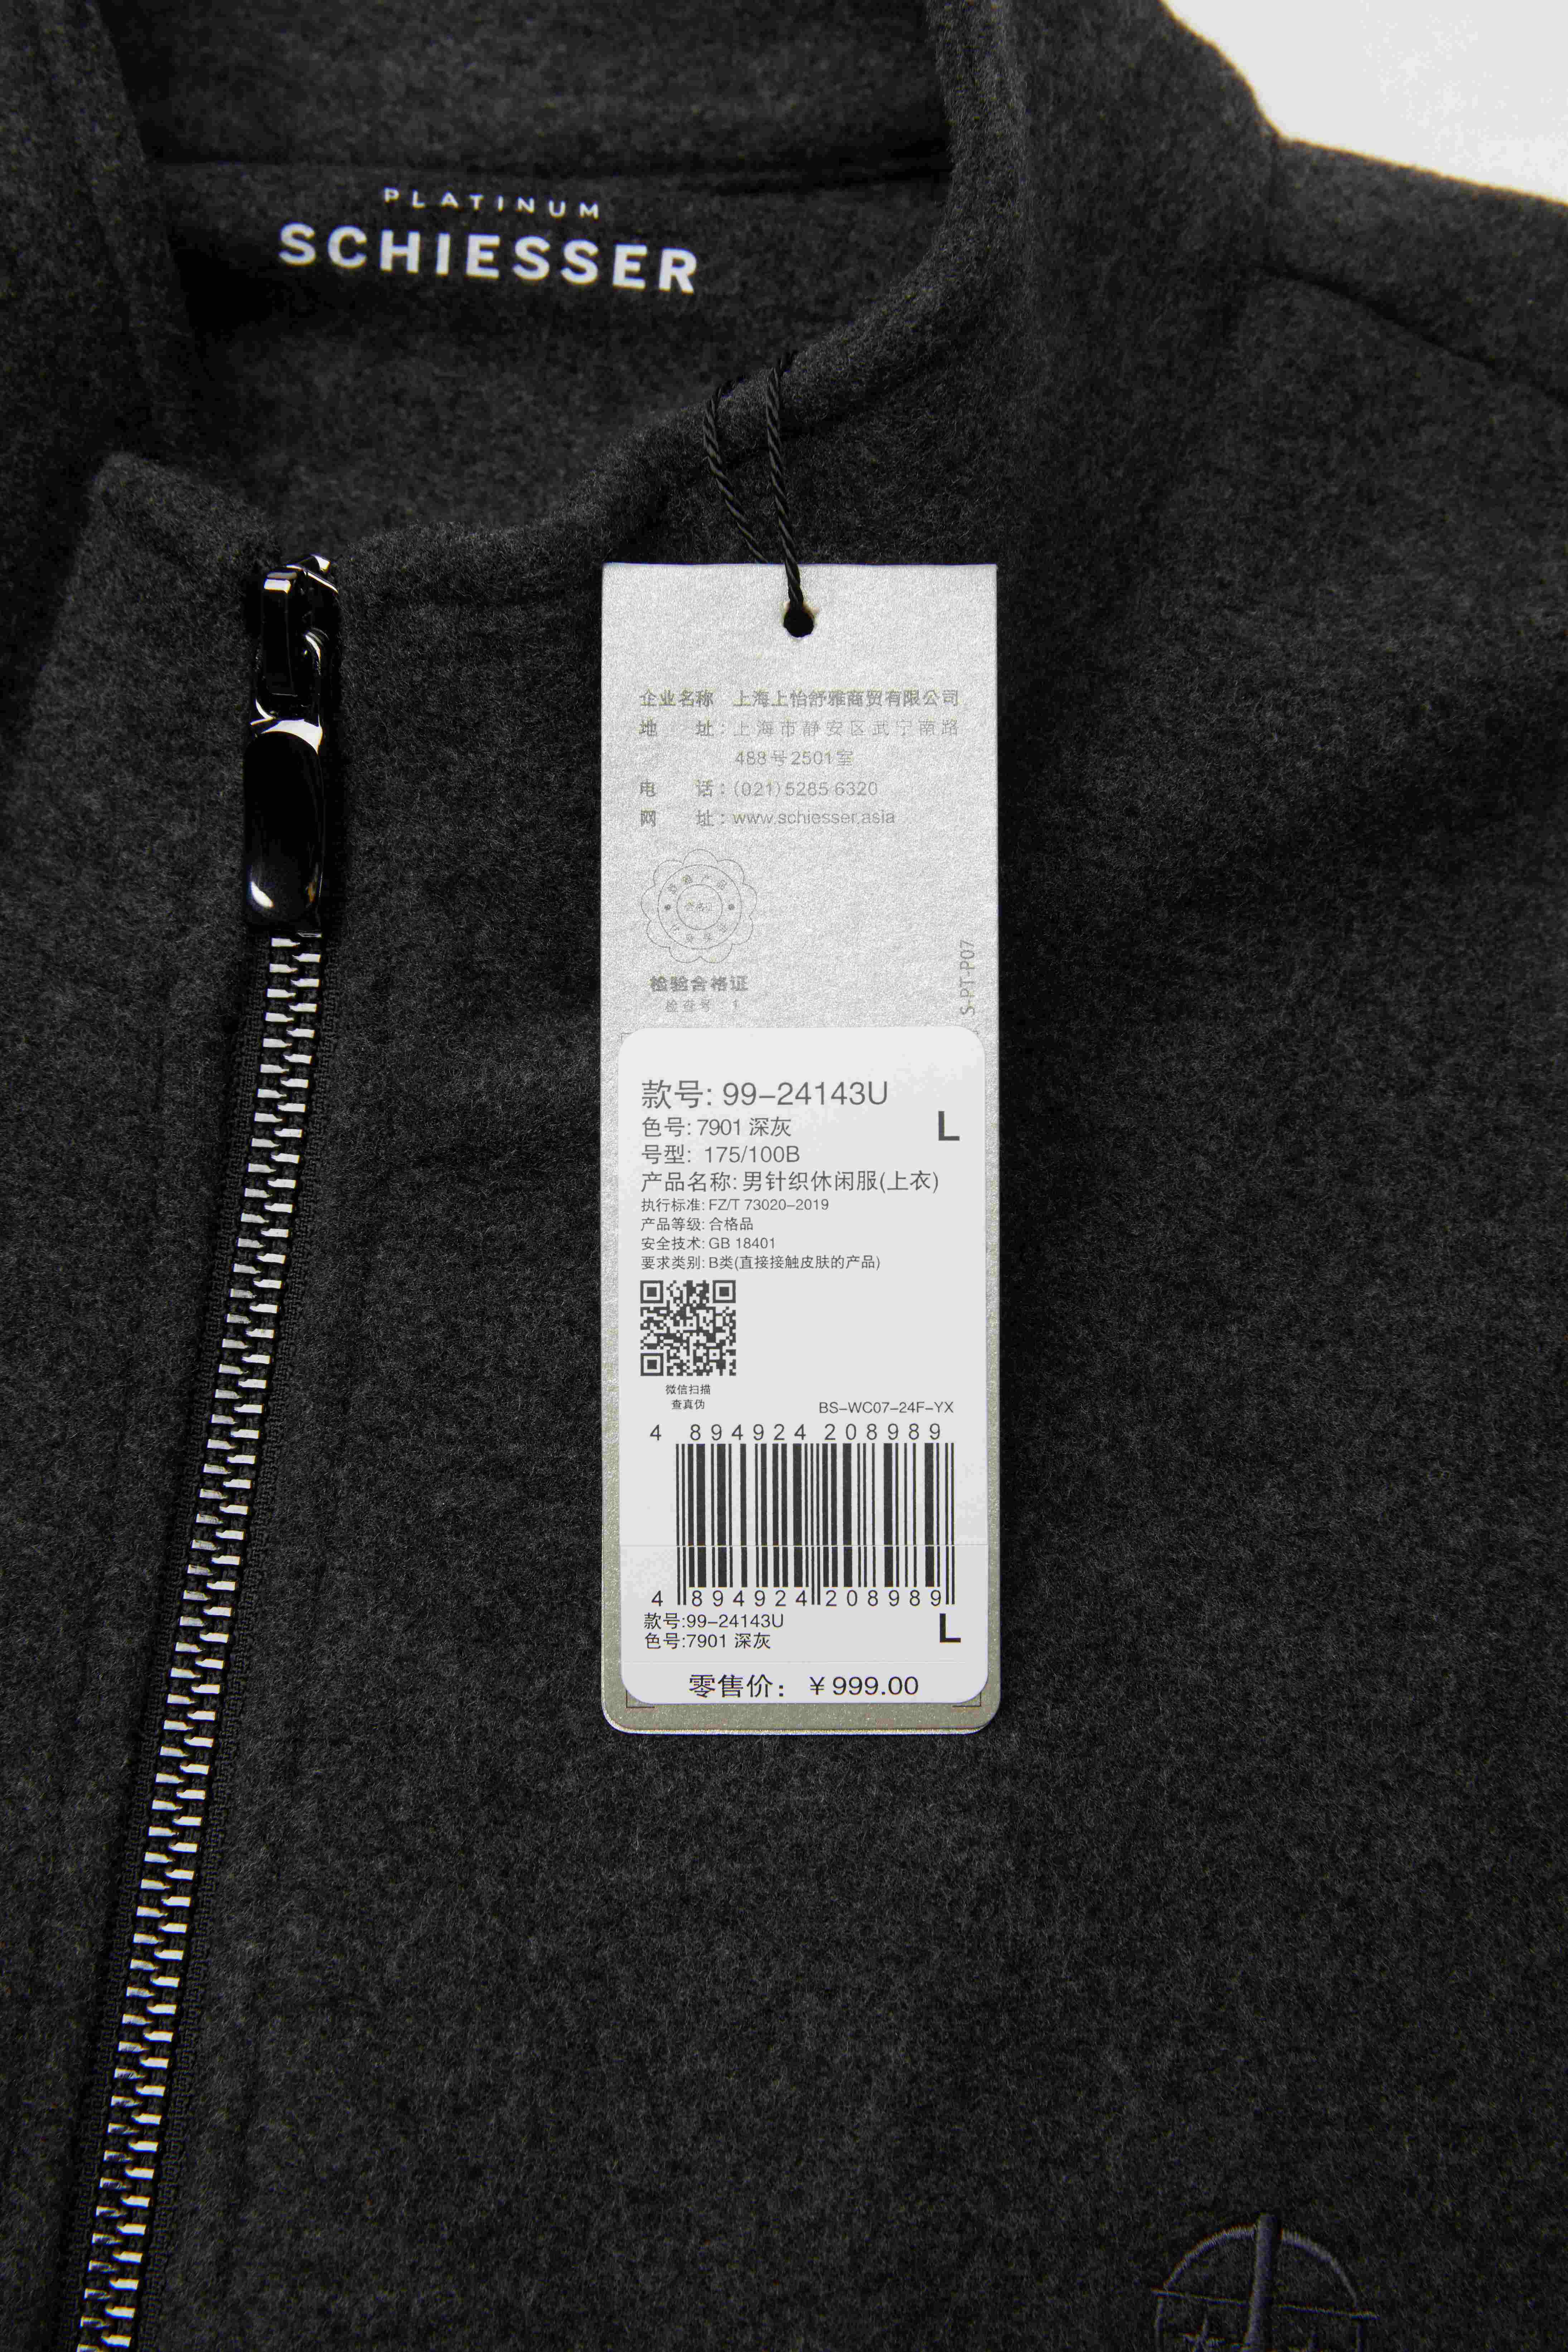 PLATINUM
SCHIESSER
企业名称 上海上怡舒雅商贸有限公司
地 址：上海市静安区武宁南路
488号2501室
电 话：(021)5285 6320
网 址：www.schiesser.asia
合格证
检验合格证
检查号 1
S-PT-P07
款号: 99-24143U
色号: 7901 深灰
L
号型: 175/100B
产品名称: 男针织休闲服(上衣)
执行标准: FZ/T 73020-2019
产品等级: 合格品
安全技术: GB 18401
要求类别: B类(直接接触皮肤的产品)
微信扫描
查真伪
BS-WC07-24F-YX
4 894924 208989
4 894924 208989
款号:99-24143U
色号:7901 深灰
L
零售价: ￥999.00